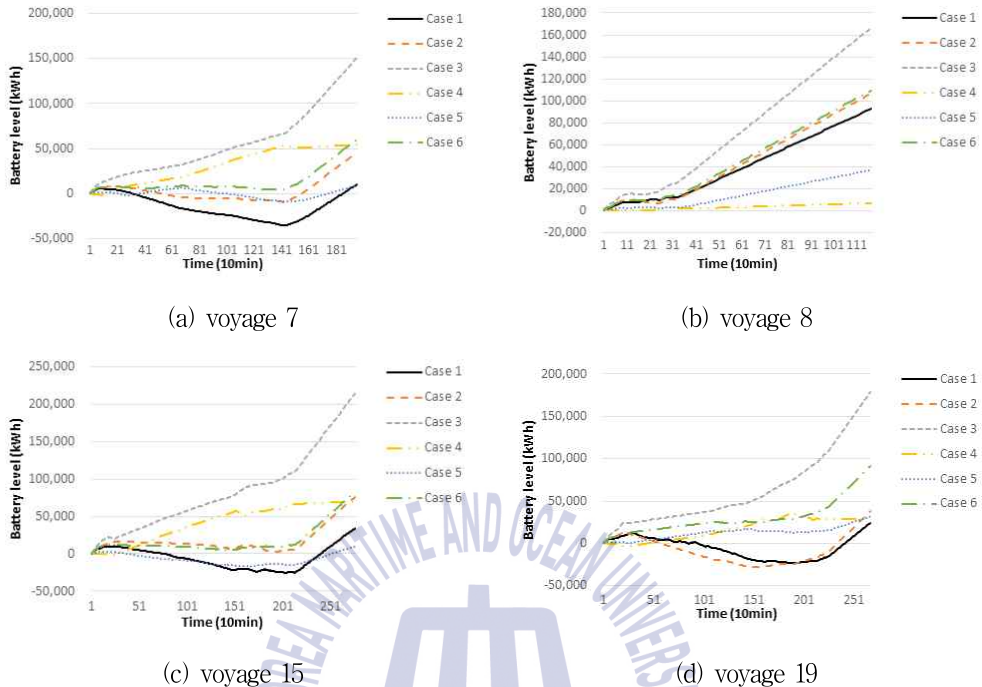 200,000
150,000
100,000
50,000
0
-50,000
Battery level (kWh)
1 21 41 61 81 101 121 141 161 181
Time (10min)
Case 1
Case 2
Case 3
Case 4
Case 5
Case 6
(a) voyage 7
180,000
160,000
140,000
120,000
100,000
80,000
60,000
40,000
20,000
0
-20,000
Battery level (kWh)
1 11 21 31 41 51 61 71 81 91 101 111
Time (10min)
Case 1
Case 2
Case 3
Case 4
Case 5
Case 6
(b) voyage 8
250,000
200,000
150,000
100,000
50,000
0
-50,000
Battery level (kWh)
1 51 101 151 201 251
Time (10min)
Case 1
Case 2
Case 3
Case 4
Case 5
Case 6
(c) voyage 15
200,000
150,000
100,000
50,000
0
-50,000
Battery level (kWh)
1 51 101 151 201 251
Time (10min)
Case 1
Case 2
Case 3
Case 4
Case 5
Case 6
(d) voyage 19
REA MARITIME AND OCEAN UNIVERS